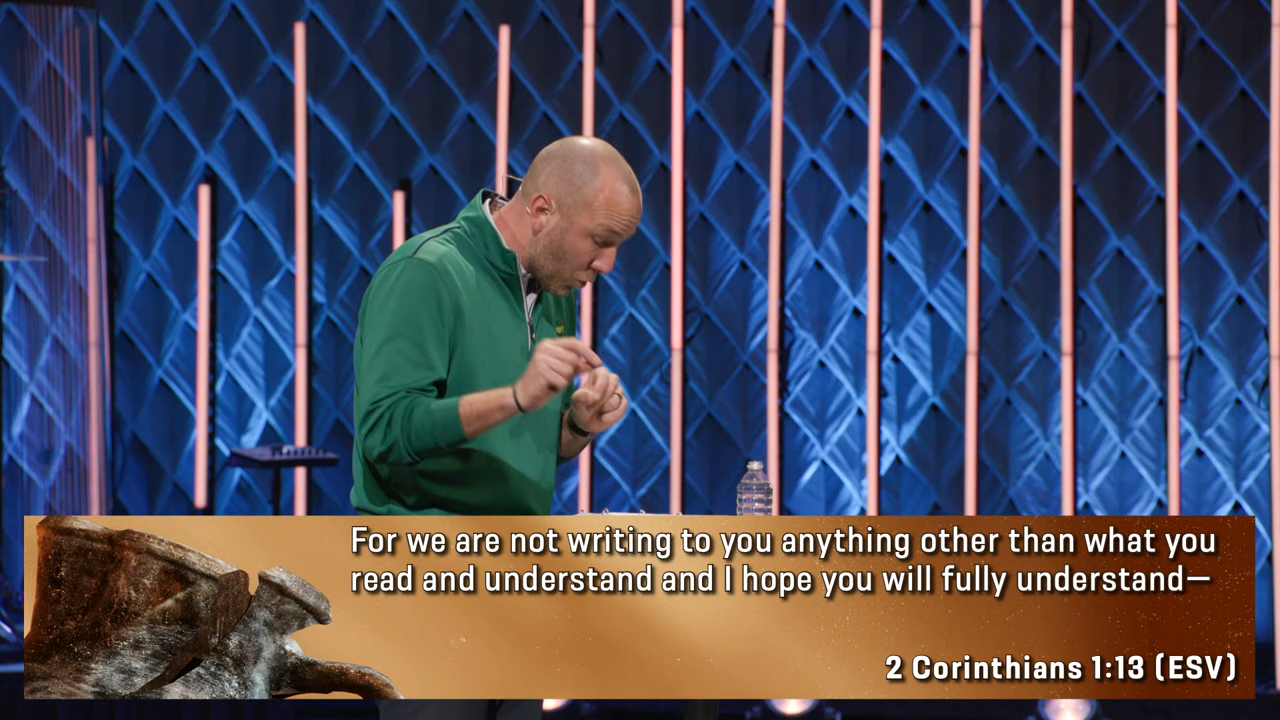 For we are not writing to you anything other than what you
read and understand and I hope you will fully understand—
2 Corinthians 1:13 (ESV)